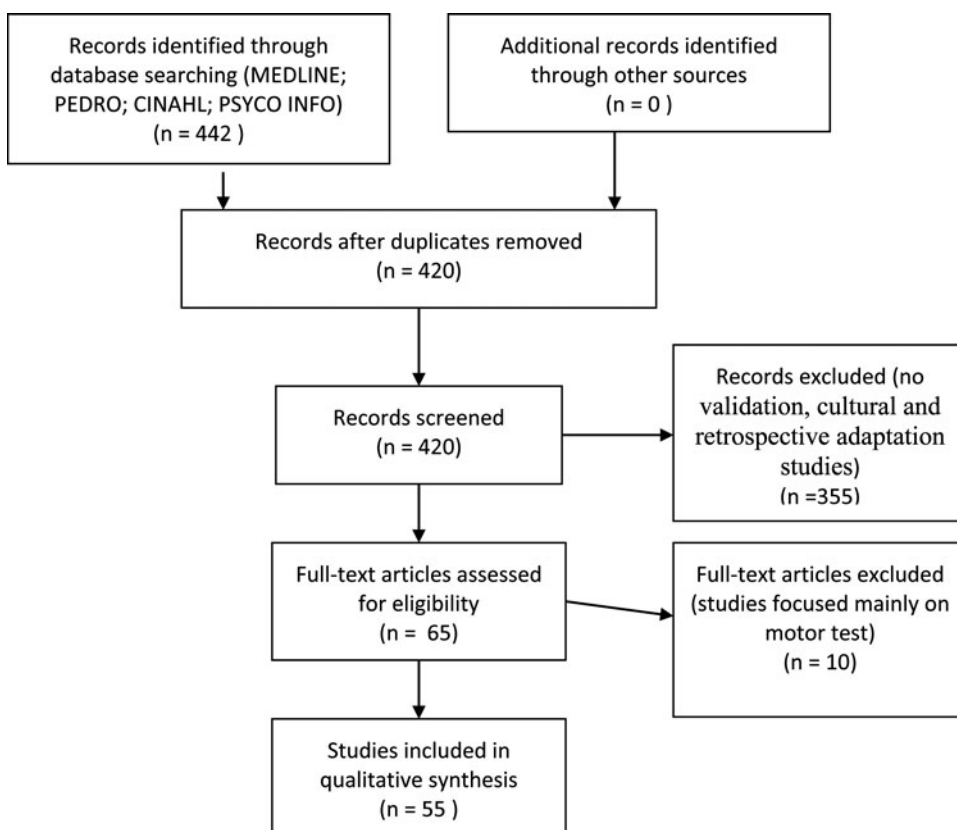 Records identified through
database searching (MEDLINE;
PEDRO; CINAHL; PSYCO INFO)
(n = 442 )
Additional records identified
through other sources
(n = 0 )
Records after duplicates removed
(n = 420)
Records screened
(n = 420)
Records excluded (no
validation, cultural and
retrospective adaptation
studies)
(n =355)
Full-text articles assessed
for eligibility
(n = 65)
Full-text articles excluded
(studies focused mainly on
motor test)
(n = 10)
Studies included in
qualitative synthesis
(n = 55 )